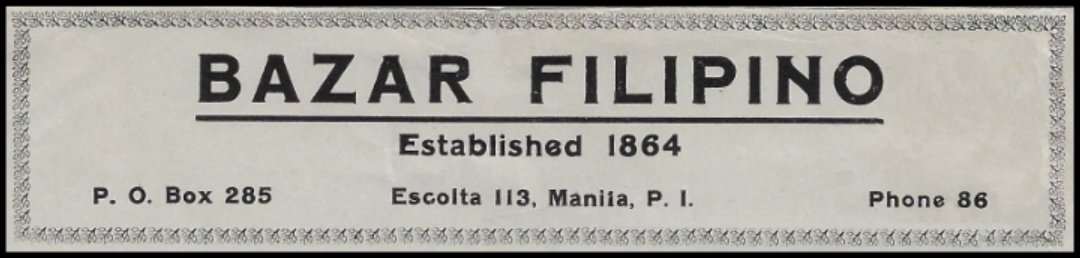 BAZAR FILIPINO
Established 1864
P. O. Box 285 Escolta 113, Manila, P. I. Phone 86